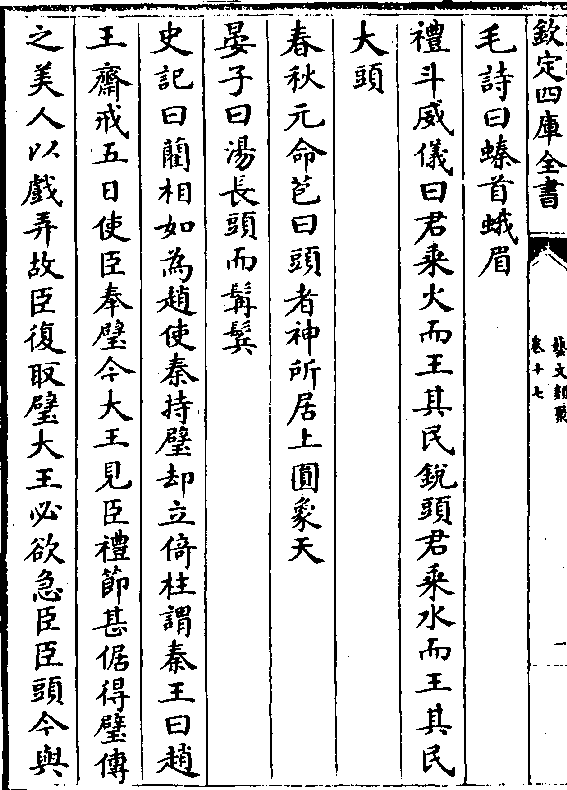 欽定四庫全書
藝文類聚
卷十七
一
毛詩曰螓首蛾眉
禮斗威儀曰君乘火而王其民銳頭君乘水而王其民
大頭
春秋元命苞曰頭者神所居上圓象天
晏子曰湯長頭而髯鬂
史記曰藺相如為趙使秦持璧却立倚柱謂秦王曰趙
王齋戒五日使臣奉璧今大王見臣禮節甚倨得璧傳
之美人以戲弄故臣復取璧大王必欲急臣臣頭今與